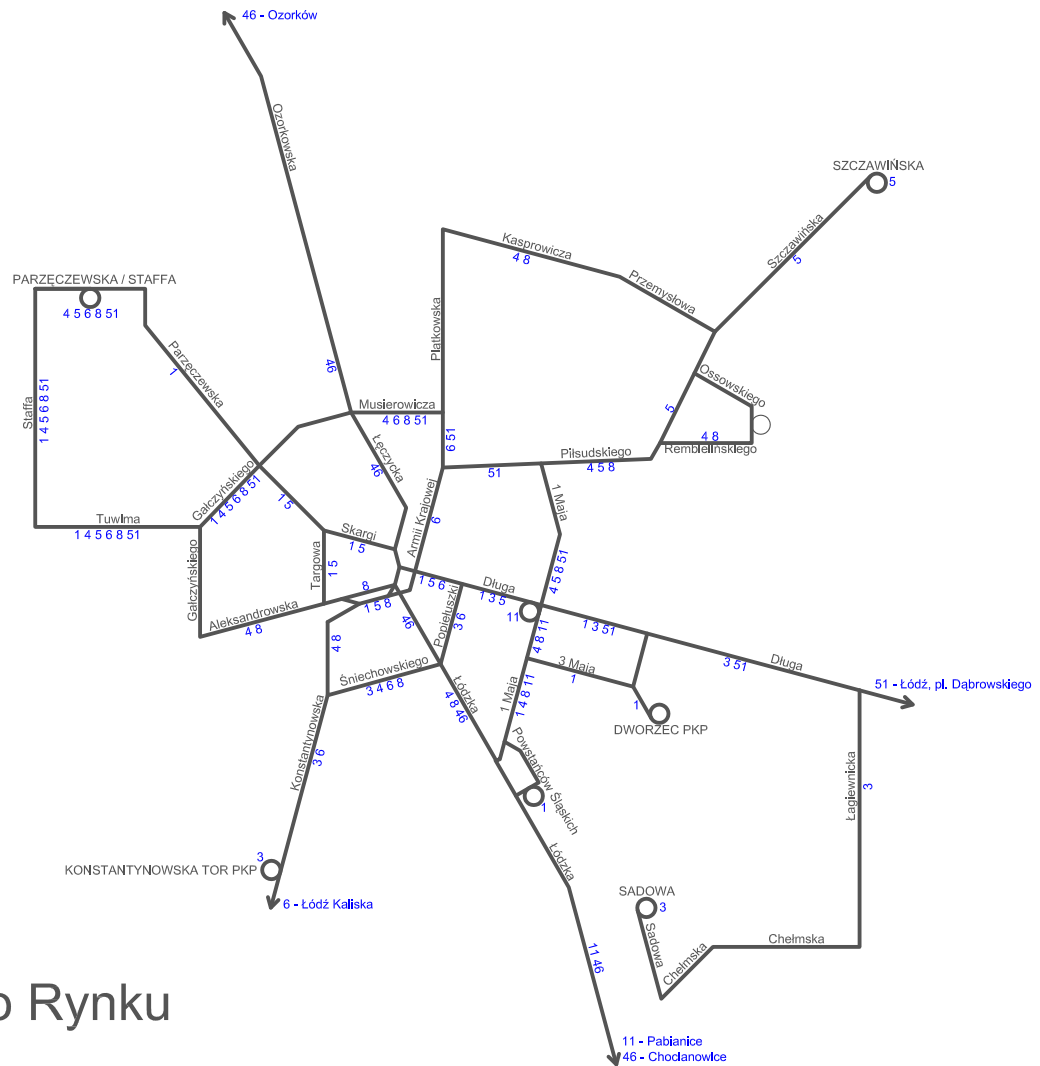 46 - Ozorków
Ozorkowska
SZCZAWIŃSKA
5
Szczawińska
5
Kasprowicza
4 8
Przemysłowa
PARZĘCZEWSKA / STAFFA
4 5 6 8 51
Parzęczewska
1
Piatkowska
46
Ossowskiego
Musierowicza
4 6 8 51
5
Staffa
1 4 5 6 8 51
4 8
Rembielińskiego
Łęczycka
46
6 51
51
Piłsudskiego
4 5 8
Gałczyńskiego
1 4 5 6 8 51
1 5
1 Maja
Tuwima
1 4 5 6 8 51
Skargi
1 5
Armii Krajowej
6
Gałczyńskiego
Targowa
1 5
8
1 5 8
1 5 6
Długa
1 3 5
4 5 8 51
Aleksandrowska
4 8
46
Popiełuszki
3 6
11
4 8 11
1 3 51
Długa
3 51
4 8
Śniechowskiego
3 4 6 8
Łódzka
4 8 46
3 Maja
1
51 - Łódź, pl. Dąbrowskiego
1 Maja
1 4 8 11
1
DWORZEC PKP
Konstantynowska
3 6
Powstańców Śląskich
1
Łagiewnicka
3
3
KONSTANTYNOWSKA TOR PKP
Łódzka
6 - Łódź Kaliska
SADOWA
3
Sadowa
Chełmska
Chełmska
11 46
o Rynku
11 - Pabianice
46 - Chocianowice